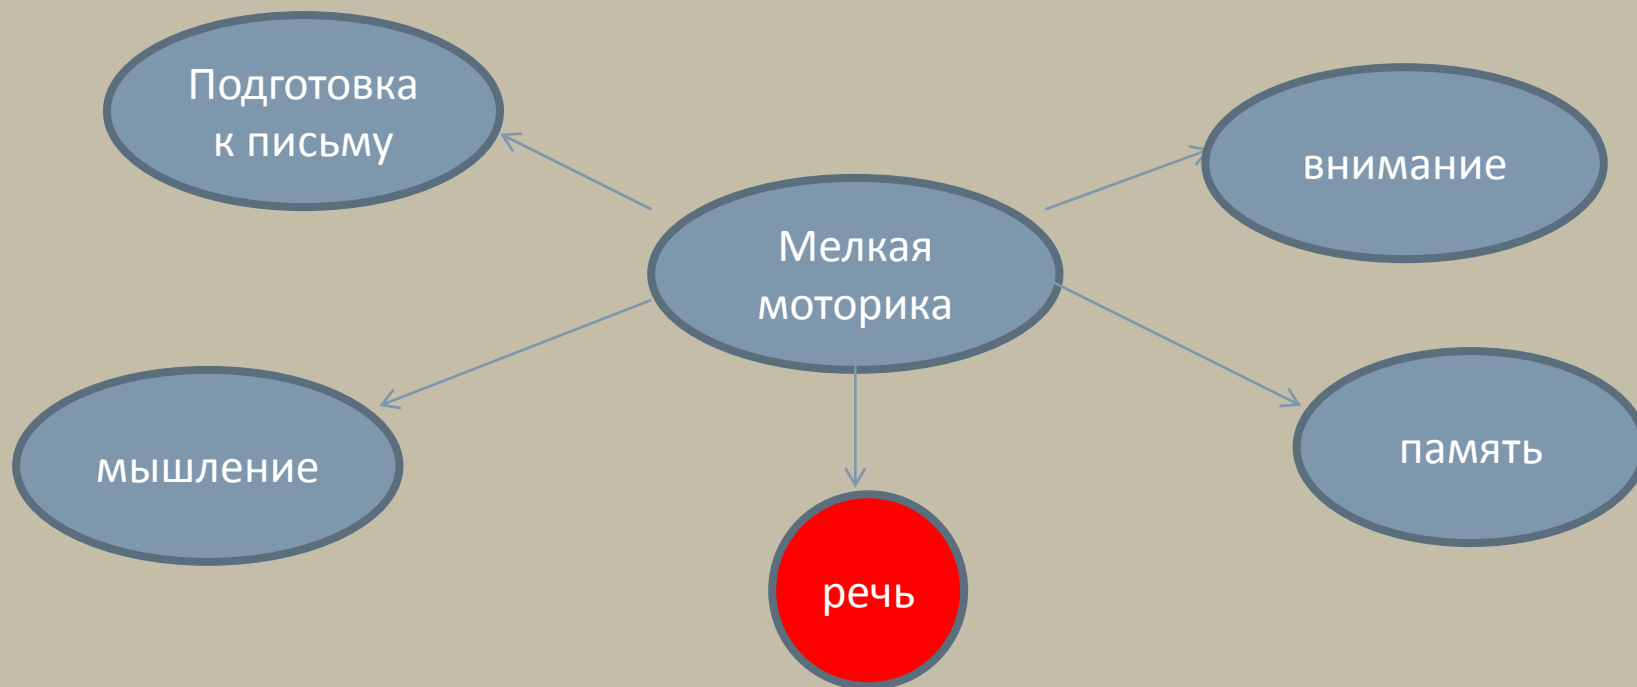 Подготовка
к письму
внимание
Мелкая
моторика
мышление
память
речь